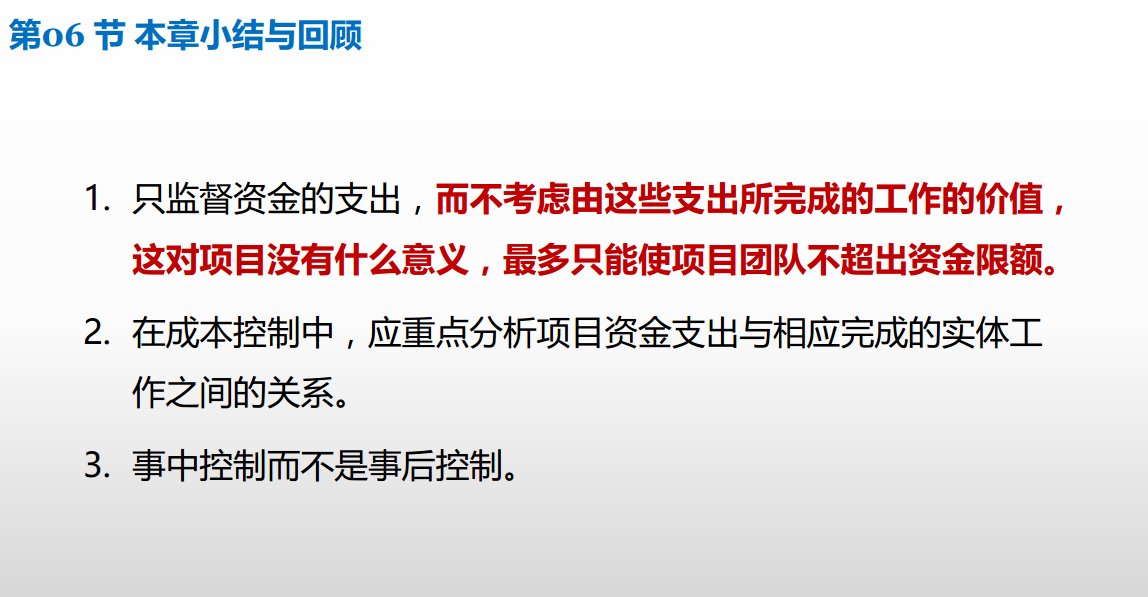 第06 节 本章小结与回顾
1. 只监督资金的支出，而不考虑由这些支出所完成的工作的价值，
这对项目没有什么意义，最多只能使项目团队不超出资金限额。
2. 在成本控制中，应重点分析项目资金支出与相应完成的实体工
作之间的关系。
3. 事中控制而不是事后控制。